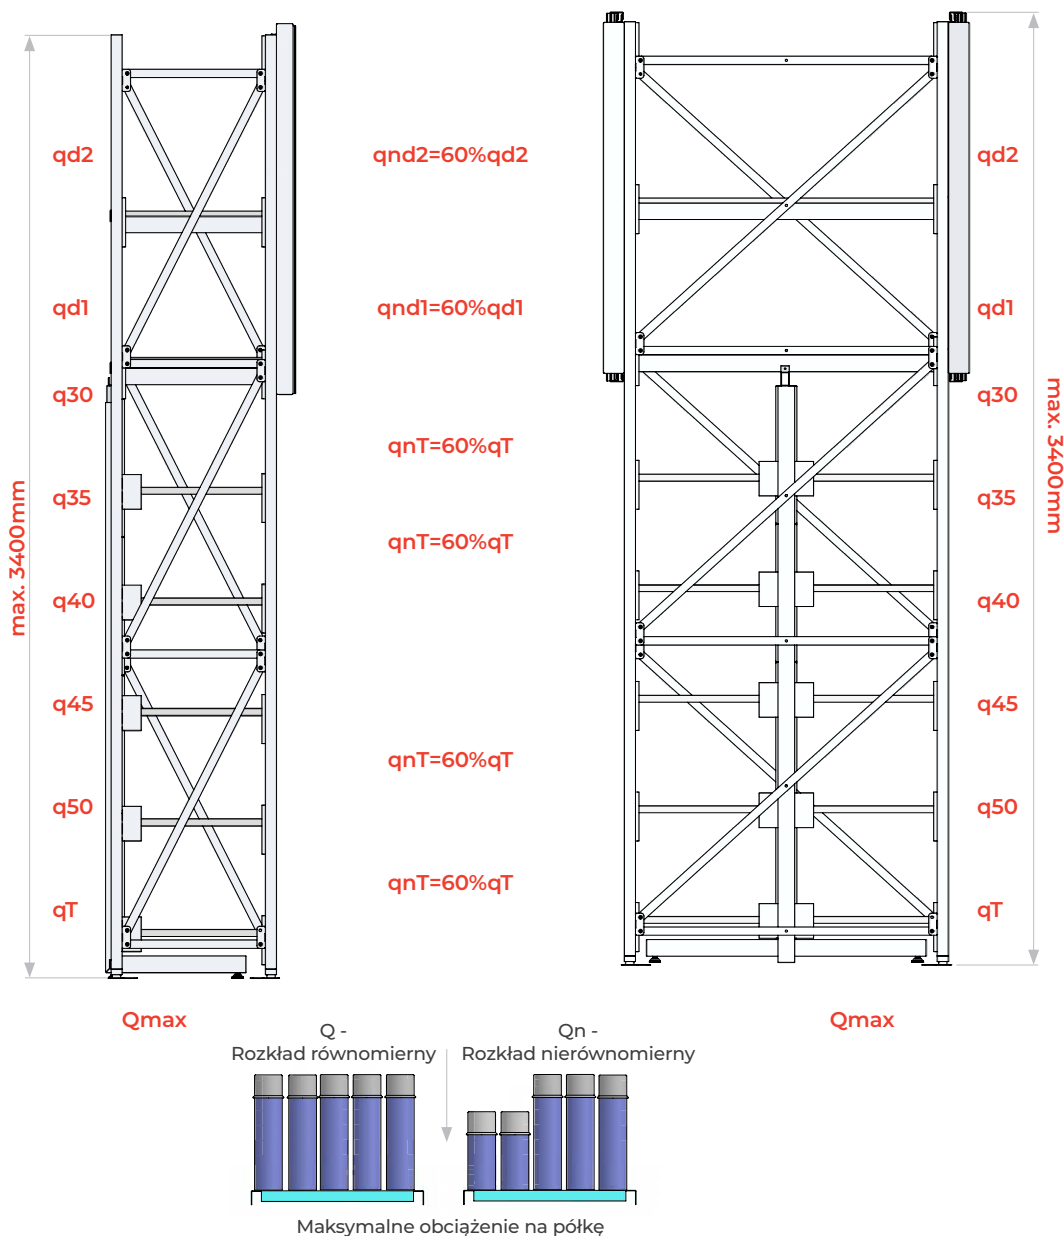 qd2
qnd2=60%qd2
qd2
qd1
qnd1=60%qd1
qd1
q30
q30
qnT=60%qT
q35
q35
max. 3400mm
max. 3400mm
qnT=60%qT
q40
q40
q45
q45
qnT=60%qT
q50
q50
qnT=60%qT
qT
qT
Qmax
Qmax
Q -
Rozkład równomierny
Qn -
Rozkład nierównomierny
Maksymalne obciążenie na półkę